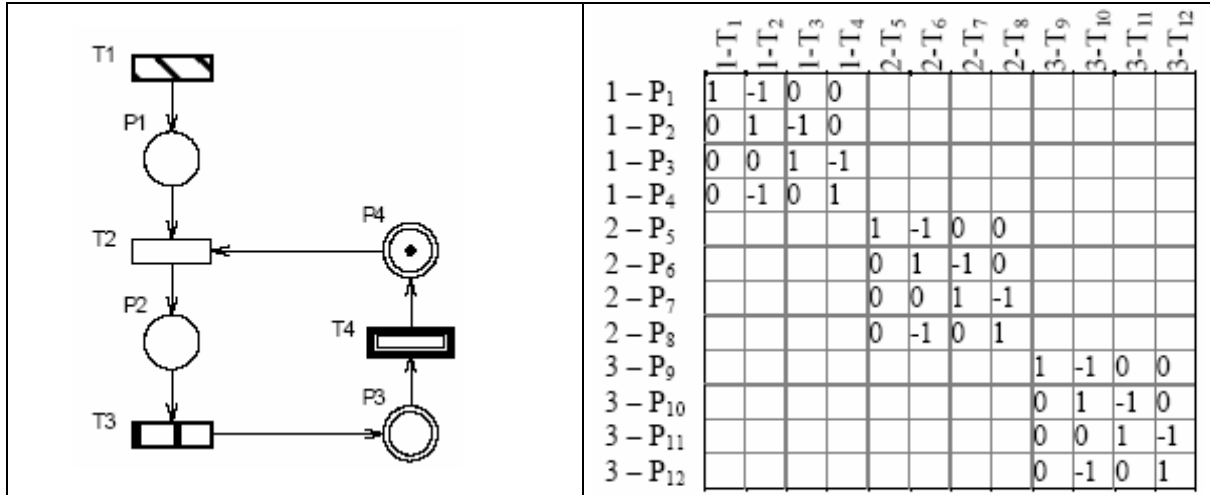 T1
P1
P4
T2
P2
T4
P3
T3
1-T₁ 1-T₂ 1-T₃ 1-T₄ 2-T₅ 2-T₆ 2-T₇ 2-T₈ 3-T₉ 3-T₁₀ 3-T₁₁ 3-T₁₂
1 – P₁ 1 -1 0 0
1 – P₂ 0 1 -1 0
1 – P₃ 0 0 1 -1
1 – P₄ 0 -1 0 1
2 – P₅ 1 -1 0 0
2 – P₆ 0 1 -1 0
2 – P₇ 0 0 1 -1
2 – P₈ 0 -1 0 1
3 – P₉ 1 -1 0 0
3 – P₁₀ 0 1 -1 0
3 – P₁₁ 0 0 1 -1
3 – P₁₂ 0 -1 0 1